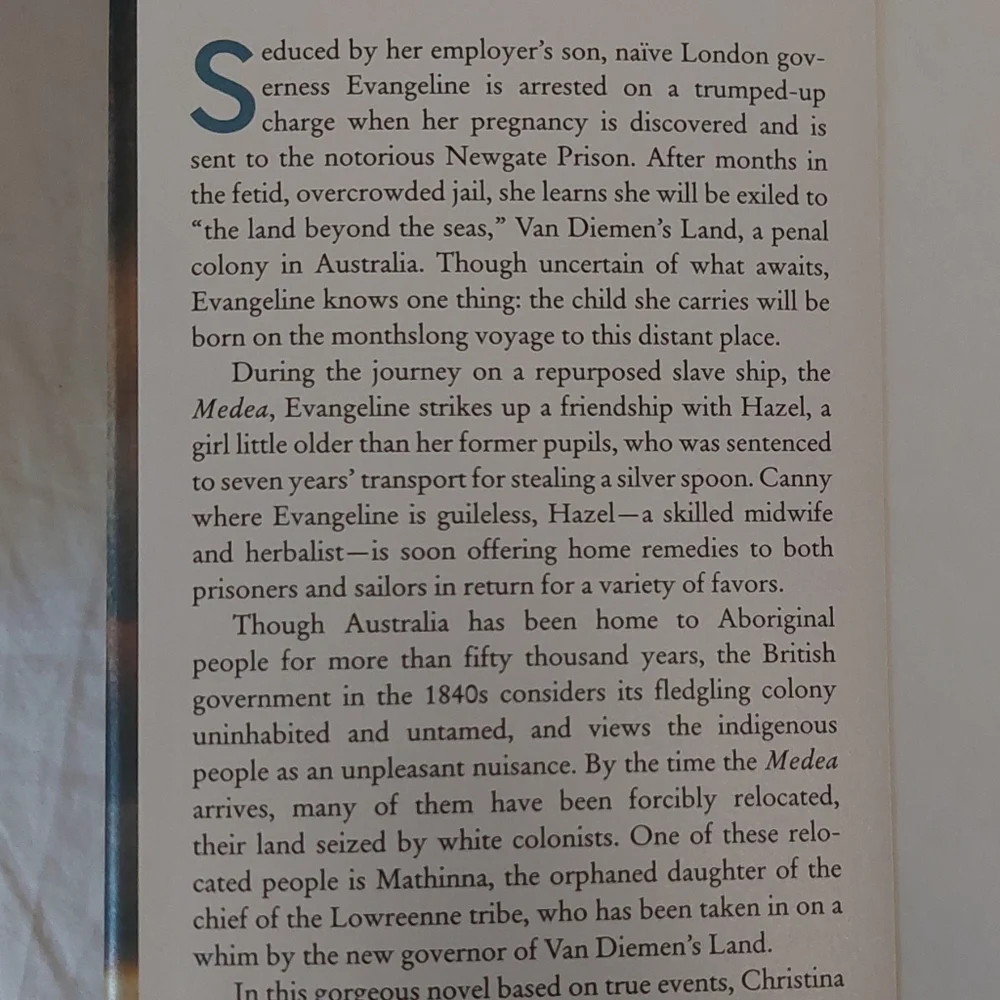 Seduced by her employer's son, naïve London gov-
erness Evangeline is arrested on a trumped-up
charge when her pregnancy is discovered and is
sent to the notorious Newgate Prison. After months in
the fetid, overcrowded jail, she learns she will be exiled to
“the land beyond the seas,” Van Diemen's Land, a penal
colony in Australia. Though uncertain of what awaits,
Evangeline knows one thing: the child she carries will be
born on the monthslong voyage to this distant place.
During the journey on a repurposed slave ship, the
Medea, Evangeline strikes up a friendship with Hazel, a
girl little older than her former pupils, who was sentenced
to seven years' transport for stealing a silver spoon. Canny
where Evangeline is guileless, Hazel—a skilled midwife
and herbalist—is soon offering home remedies to both
prisoners and sailors in return for a variety of favors.
Though Australia has been home to Aboriginal
people for more than fifty thousand years, the British
government in the 1840s considers its fledgling colony
uninhabited and untamed, and views the indigenous
people as an unpleasant nuisance. By the time the Medea
arrives, many of them have been forcibly relocated,
their land seized by white colonists. One of these relo-
cated people is Mathinna, the orphaned daughter of the
chief of the Lowreenne tribe, who has been taken in on a
whim by the new governor of Van Diemen's Land.
In this gorgeous novel based on true events, Christina